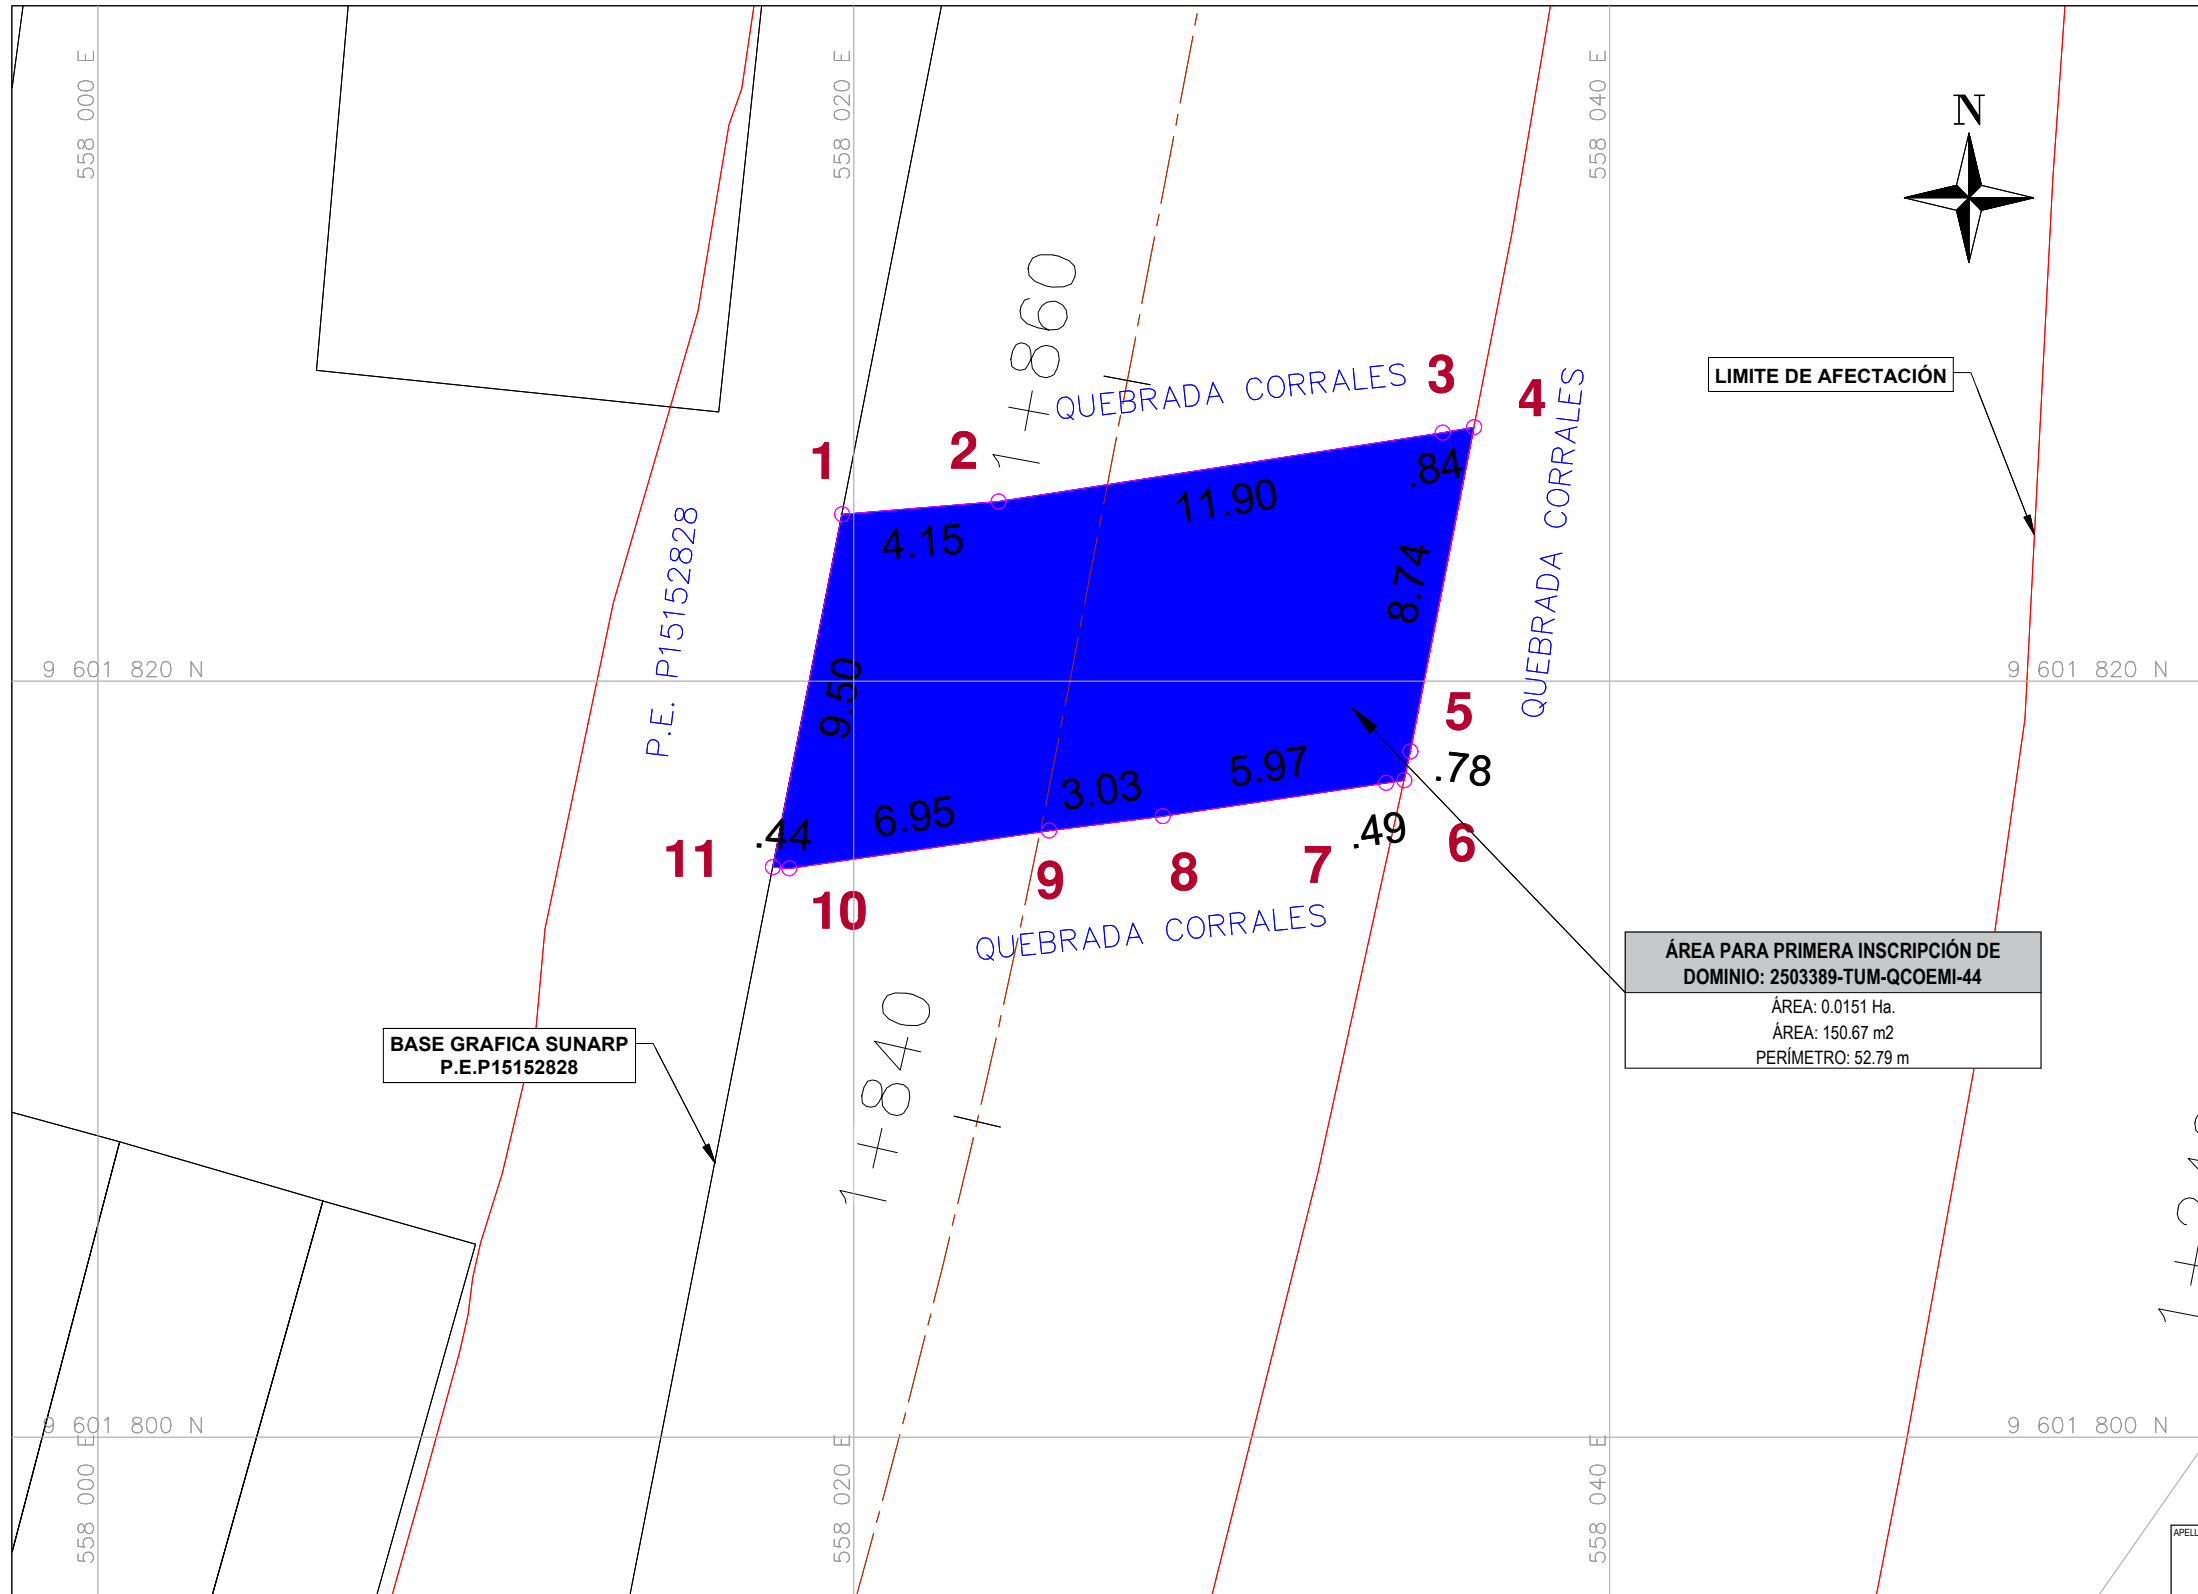 558 000 E
558 020 E
558 040 E
N
1+860
QUEBRADA CORRALES
3
4
LIMITE DE AFECTACIÓN
1
2
.84
11.90
4.15
QUEBRADA CORRALES
P.E. P15152828
8.74
9 601 820 N
9 601 820 N
9.50
5
.78
5.97
3.03
6.95
.44
.49
6
11
7
8
9
10
QUEBRADA CORRALES
ÁREA PARA PRIMERA INSCRIPCIÓN DE
DOMINIO: 2503389-TUM-QCOEMI-44
ÁREA: 0.0151 Ha.
ÁREA: 150.67 m2
PERÍMETRO: 52.79 m
BASE GRAFICA SUNARP
P.E.P15152828
1+840
9 601 800 N
9 601 800 N
558 000 E
558 020 E
558 040 E
APELL